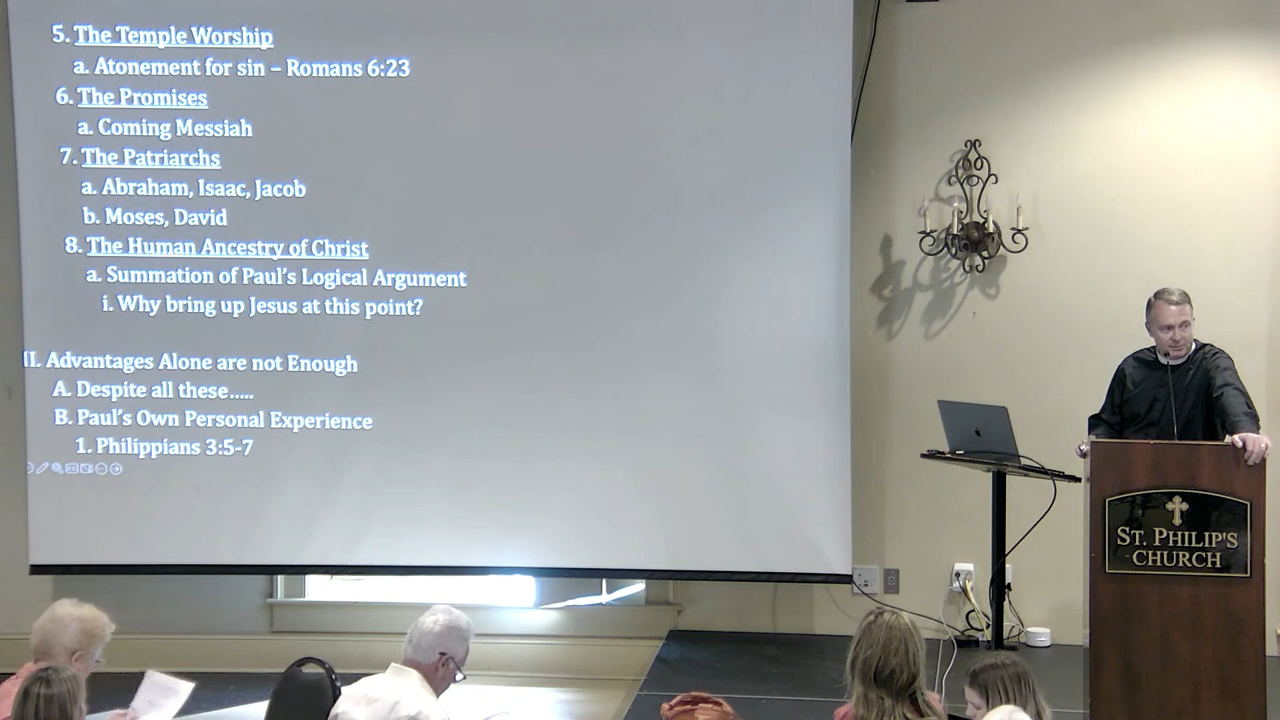 5. The Temple Worship
a. Atonement for sin – Romans 6:23
6. The Promises
a. Coming Messiah
7. The Patriarchs
a. Abraham, Isaac, Jacob
b. Moses, David
8. The Human Ancestry of Christ
a. Summation of Paul's Logical Argument
i. Why bring up Jesus at this point?
II. Advantages Alone are not Enough
A. Despite all these.....
B. Paul's Own Personal Experience
1. Philippians 3:5-7
ST. PHILIP'S
CHURCH